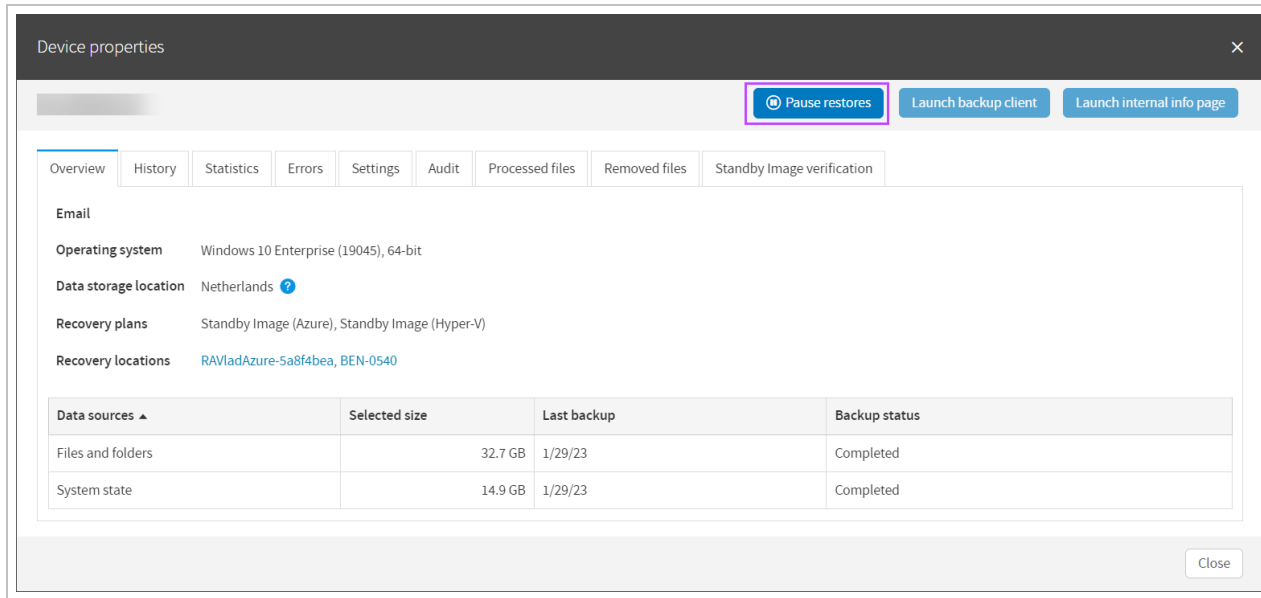 Device properties
Pause restores Launch backup client Launch internal info page
Overview History Statistics Errors Settings Audit Processed files Removed files Standby Image verification
Email
Operating system Windows 10 Enterprise (19045), 64-bit
Data storage location Netherlands ?
Recovery plans Standby Image (Azure), Standby Image (Hyper-V)
Recovery locations RAVladAzure-5a8f4bea, BEN-0540
Data sources Selected size Last backup Backup status
Files and folders 32.7 GB 1/29/23 Completed
System state 14.9 GB 1/29/23 Completed
Close